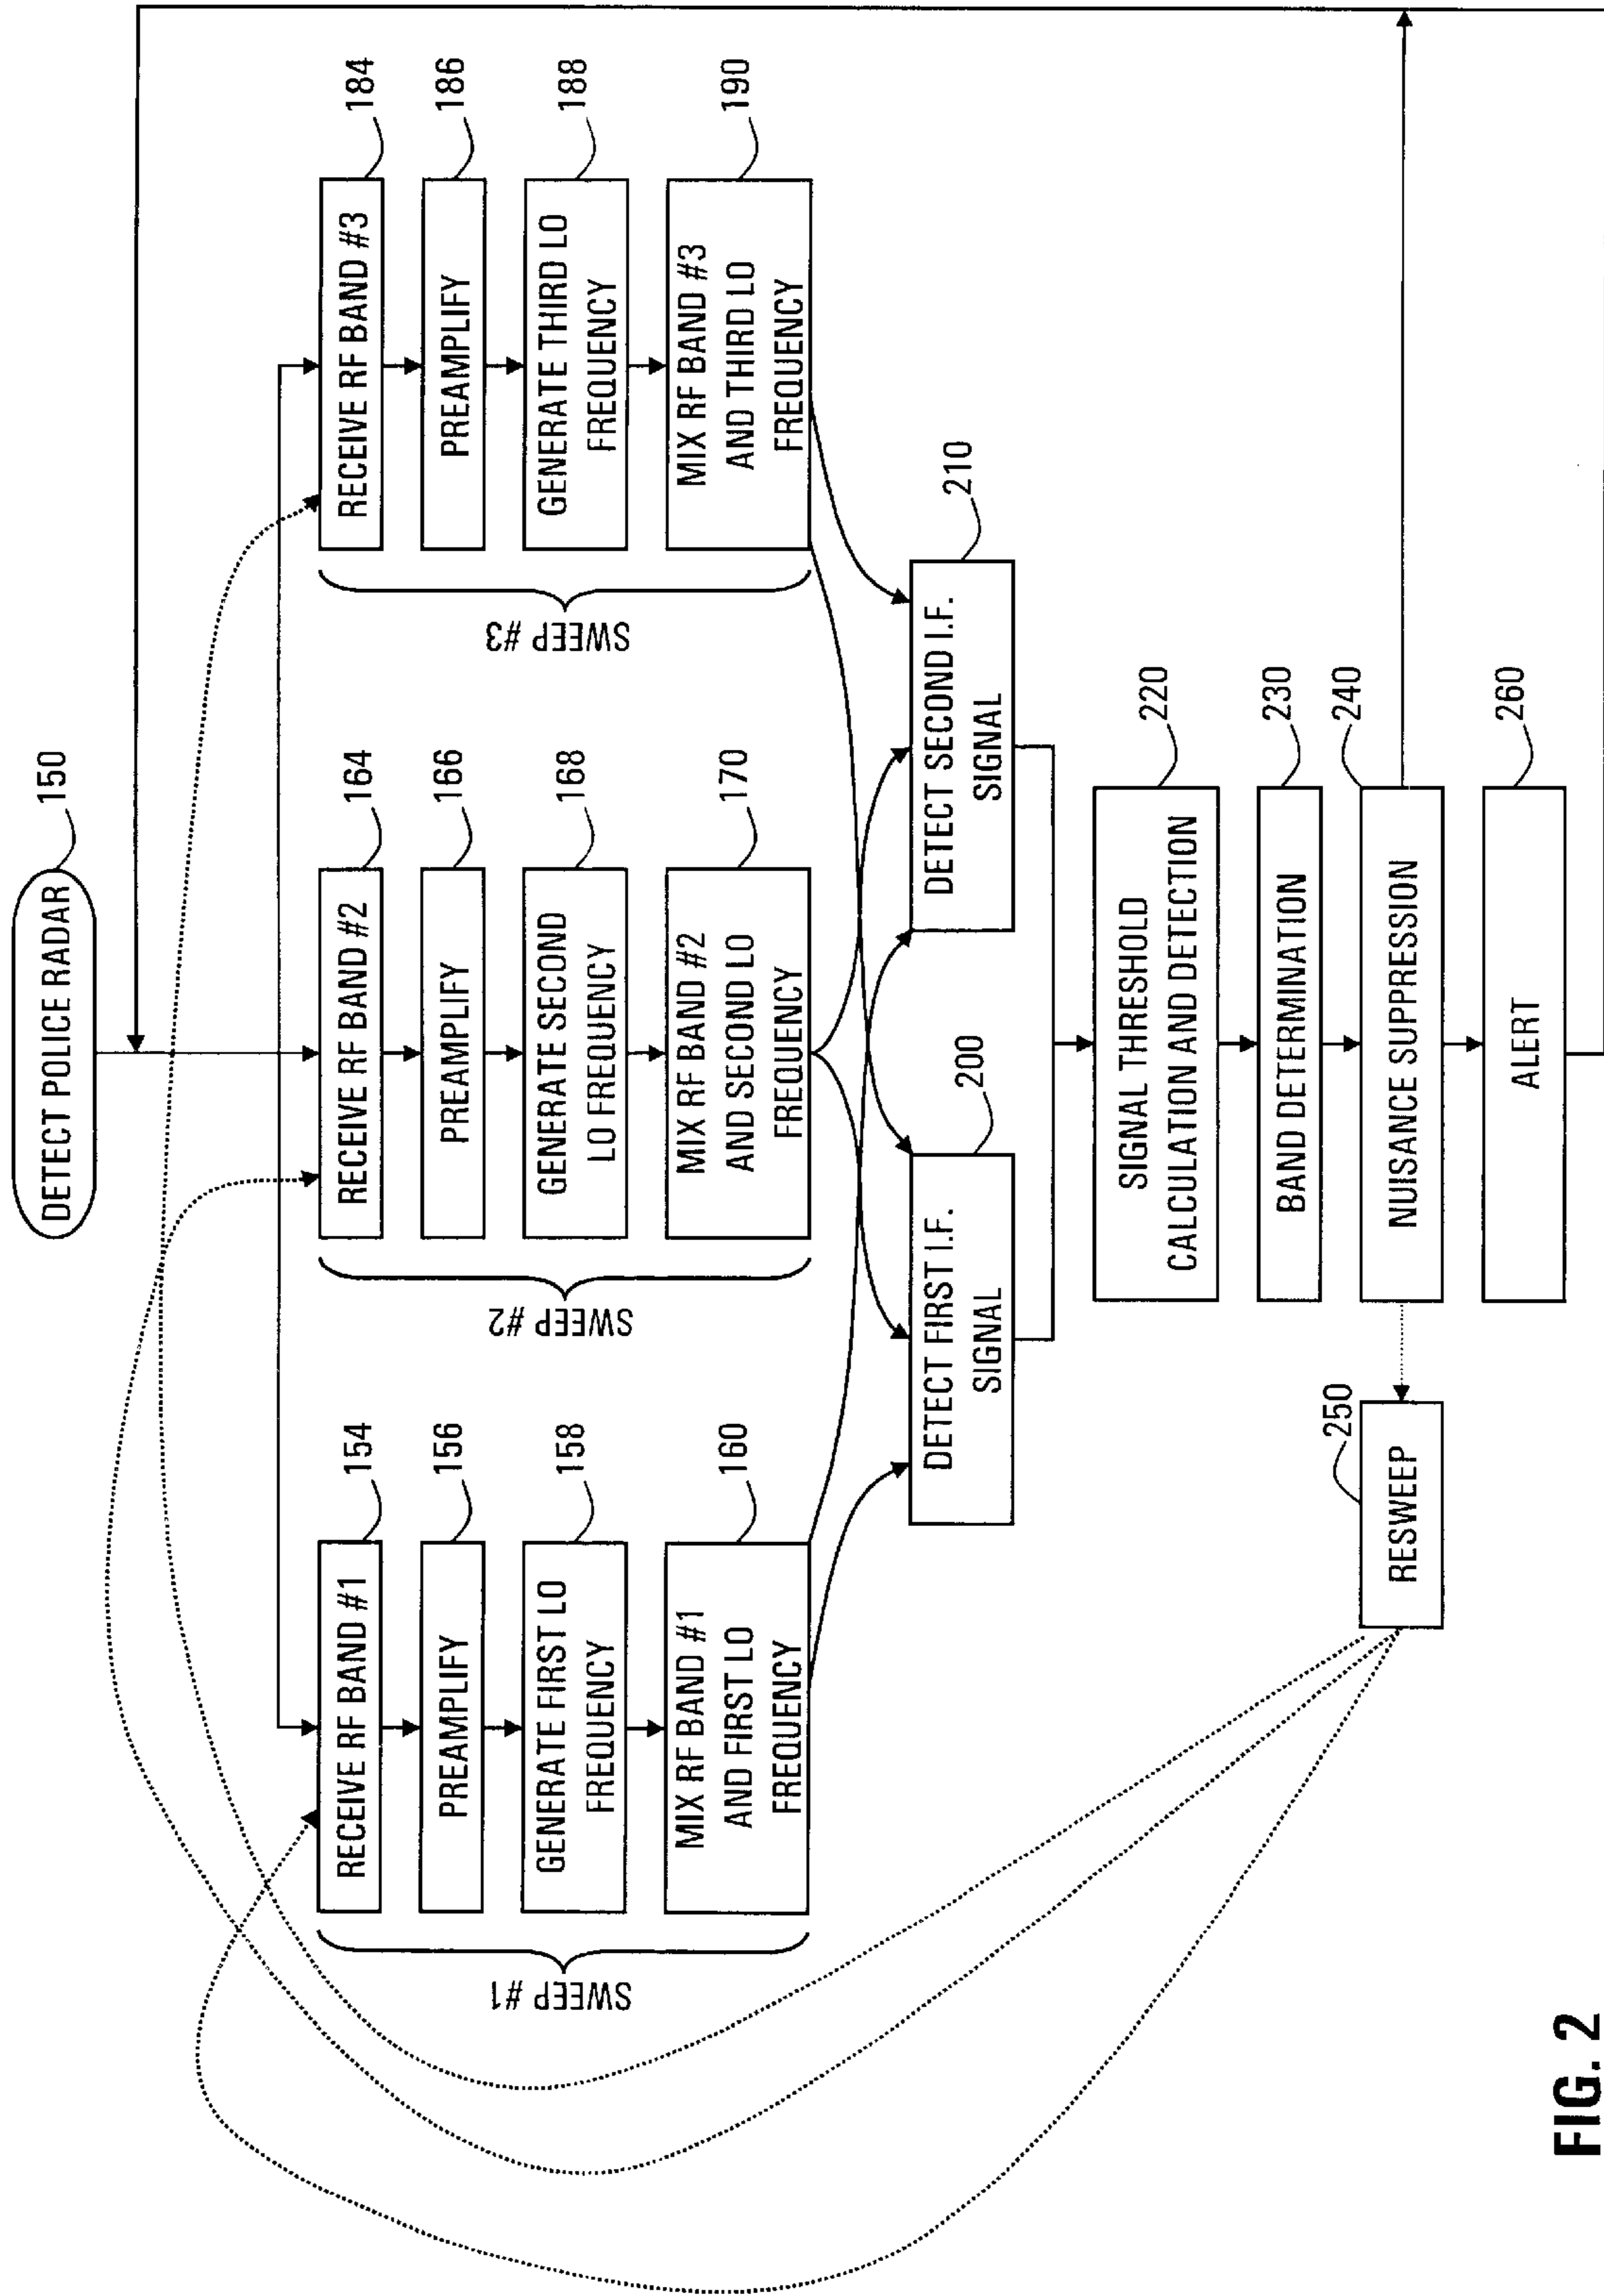 DETECT POLICE RADAR
150
RECEIVE RF BAND #1
154
PREAMPLIFY
156
GENERATE FIRST LO
FREQUENCY
158
MIX RF BAND #1
AND FIRST LO
FREQUENCY
160
SWEEP #1
RECEIVE RF BAND #2
164
PREAMPLIFY
166
GENERATE SECOND
LO FREQUENCY
168
MIX RF BAND #2
AND SECOND LO
FREQUENCY
170
SWEEP #2
RECEIVE RF BAND #3
184
PREAMPLIFY
186
GENERATE THIRD LO
FREQUENCY
188
MIX RF BAND #3
AND THIRD LO
FREQUENCY
190
SWEEP #3
DETECT FIRST I.F.
SIGNAL
200
DETECT SECOND I.F.
SIGNAL
210
SIGNAL THRESHOLD
CALCULATION AND DETECTION
220
BAND DETERMINATION
230
NUISANCE SUPPRESSION
240
RESWEEP
250
ALERT
260
FIG. 2